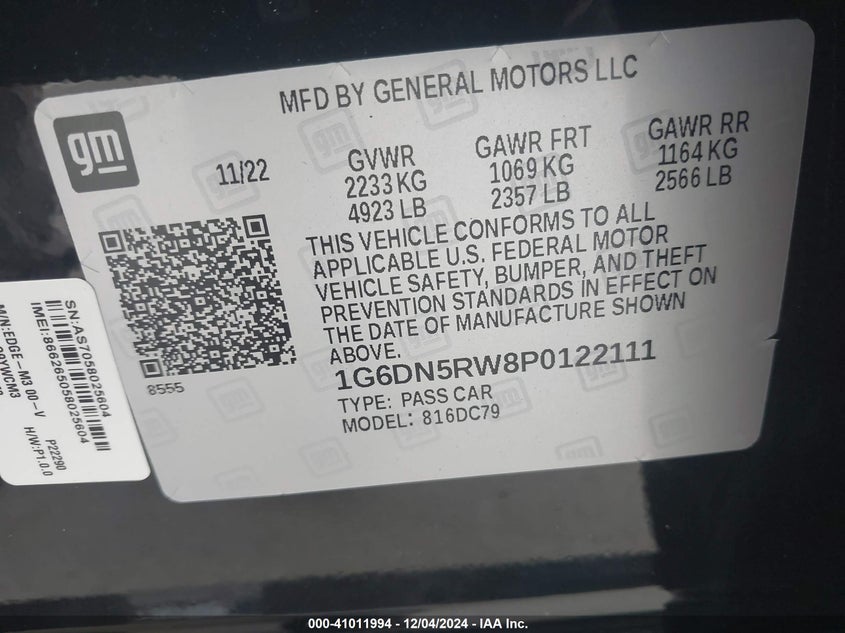 MFD BY GENERAL MOTORS LLC
gm
11/22
GVWR
2233 KG
4923 LB
GAWR FRT
1069 KG
2357 LB
GAWR RR
1164 KG
2566 LB
THIS VEHICLE CONFORMS TO ALL
APPLICABLE U.S. FEDERAL MOTOR
VEHICLE SAFETY, BUMPER, AND THEFT
PREVENTION STANDARDS IN EFFECT ON
THE DATE OF MANUFACTURE SHOWN
ABOVE.
8555
1G6DN5RW8P0122111
TYPE: PASS CAR
MODEL: 816DC79
SN:AS7058025604
IMEI:866265058025604
M/N:EDGE-M3 00-V
P22290
H/W:P1.0.0
000-41011994 - 12/04/2024 - IAA Inc.